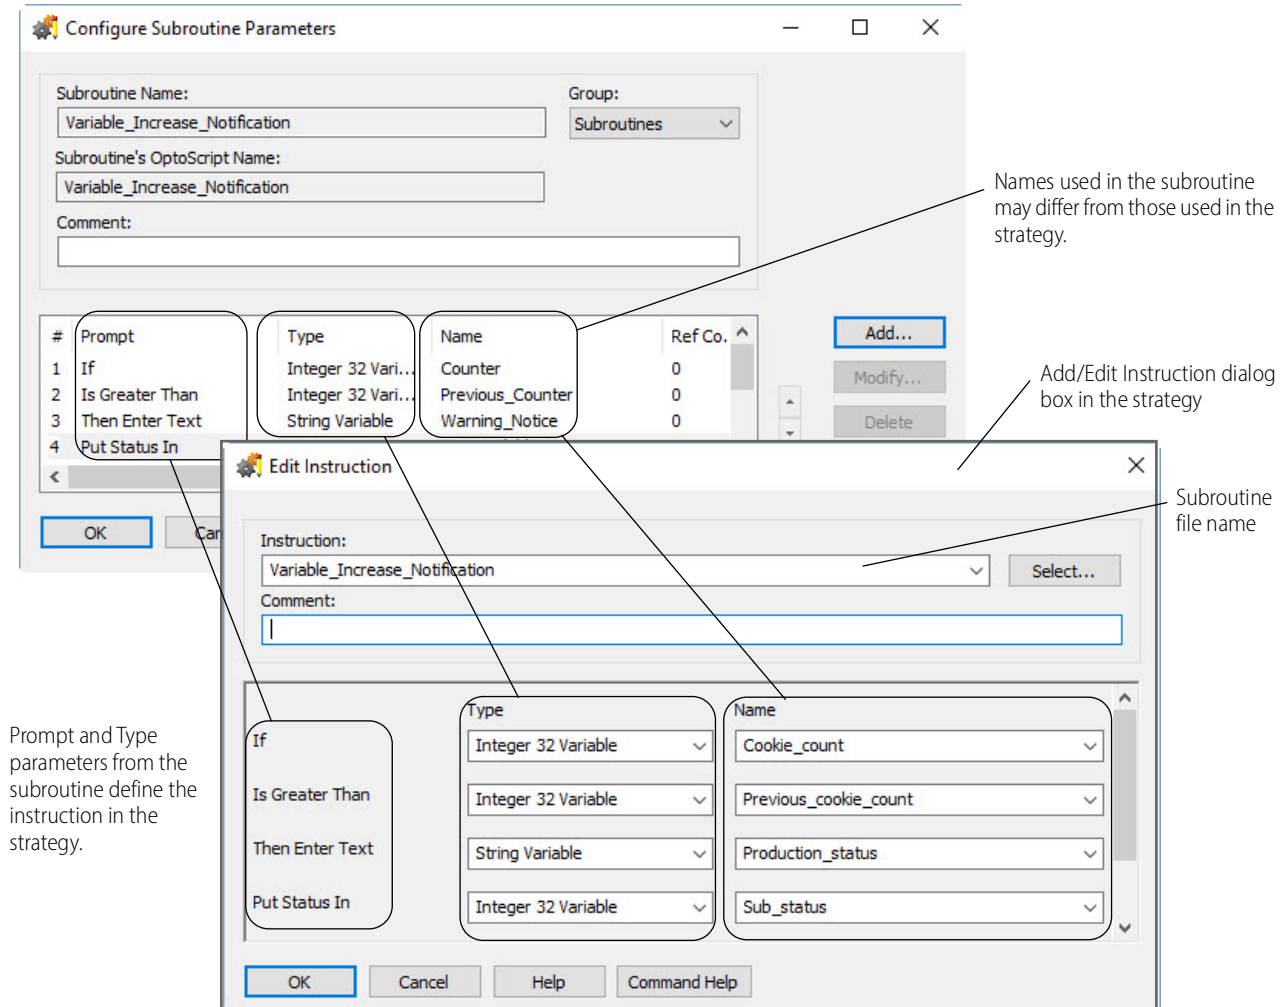 Configure Subroutine Parameters
Subroutine Name:
Group:
Variable_Increase_Notification
Subroutines
Subroutine's OptoScript Name:
Variable_Increase_Notification
Comment:
Names used in the subroutine
may differ from those used in the
strategy.
# Prompt Type Name Ref Co.
1 If Integer 32 Vari... Counter 0
2 Is Greater Than Integer 32 Vari... Previous_Counter 0
3 Then Enter Text String Variable Warning_Notice 0
4 Put Status In
Add...
Modify...
Delete
OK
Add/Edit Instruction dialog
box in the strategy
Edit Instruction
Subroutine
file name
Instruction:
Variable_Increase_Notification
Select...
Comment:
Prompt and Type
parameters from the
subroutine define the
instruction in the
strategy.
Type Name
If Integer 32 Variable Cookie_count
Is Greater Than Integer 32 Variable Previous_cookie_count
Then Enter Text String Variable Production_status
Put Status In Integer 32 Variable Sub_status
OK Cancel Help Command Help